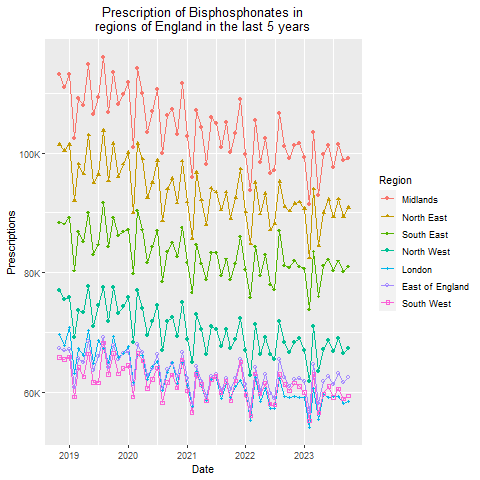 Prescription of Bisphosphonates in
regions of England in the last 5 years
Prescriptions
100K
80K
60K
2019 2020 2021 2022 2023
Date
Region
Midlands
North East
South East
North West
London
East of England
South West